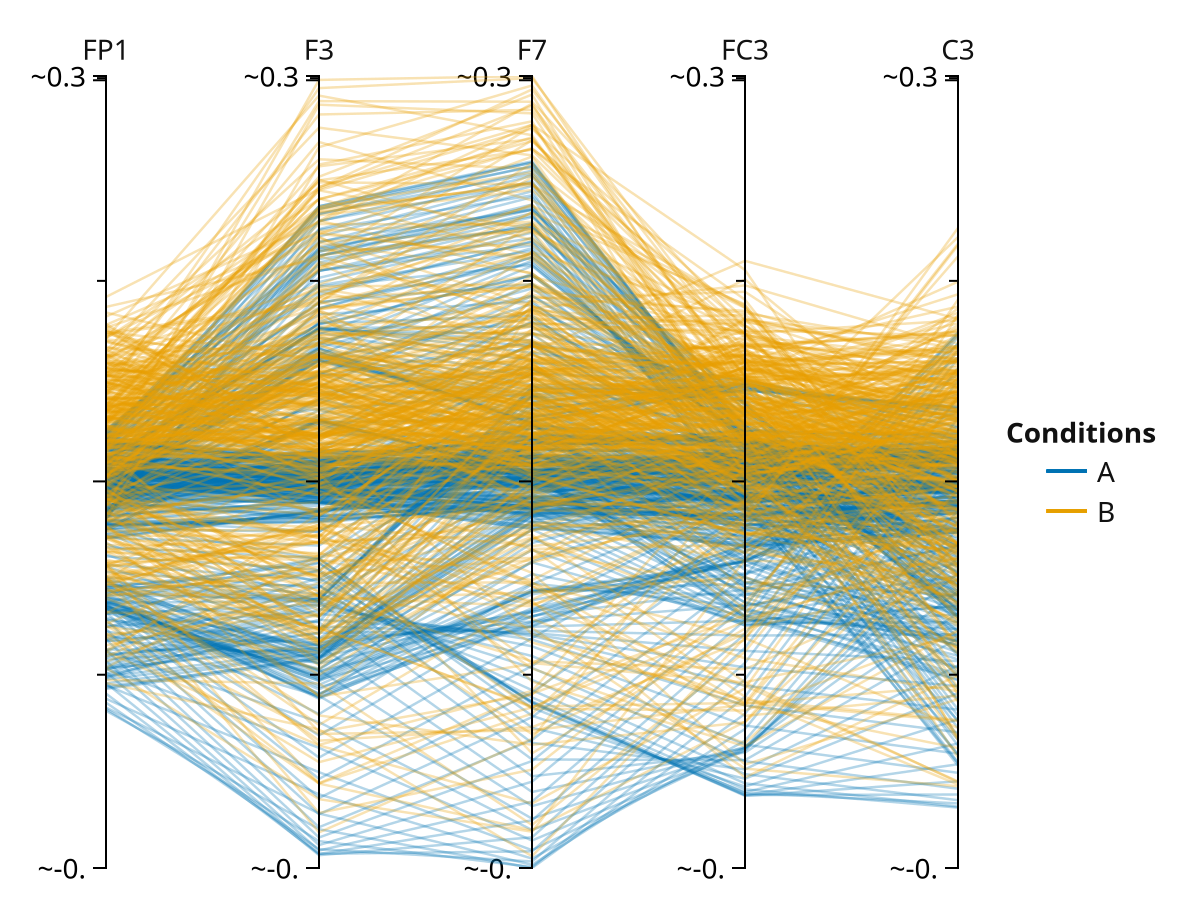 FP1 F3 F7 FC3 C3
~0.3 ~0.3 ~0.3 ~0.3 ~0.3
Conditions
A
B
~-0. ~-0. ~-0. ~-0. ~-0.